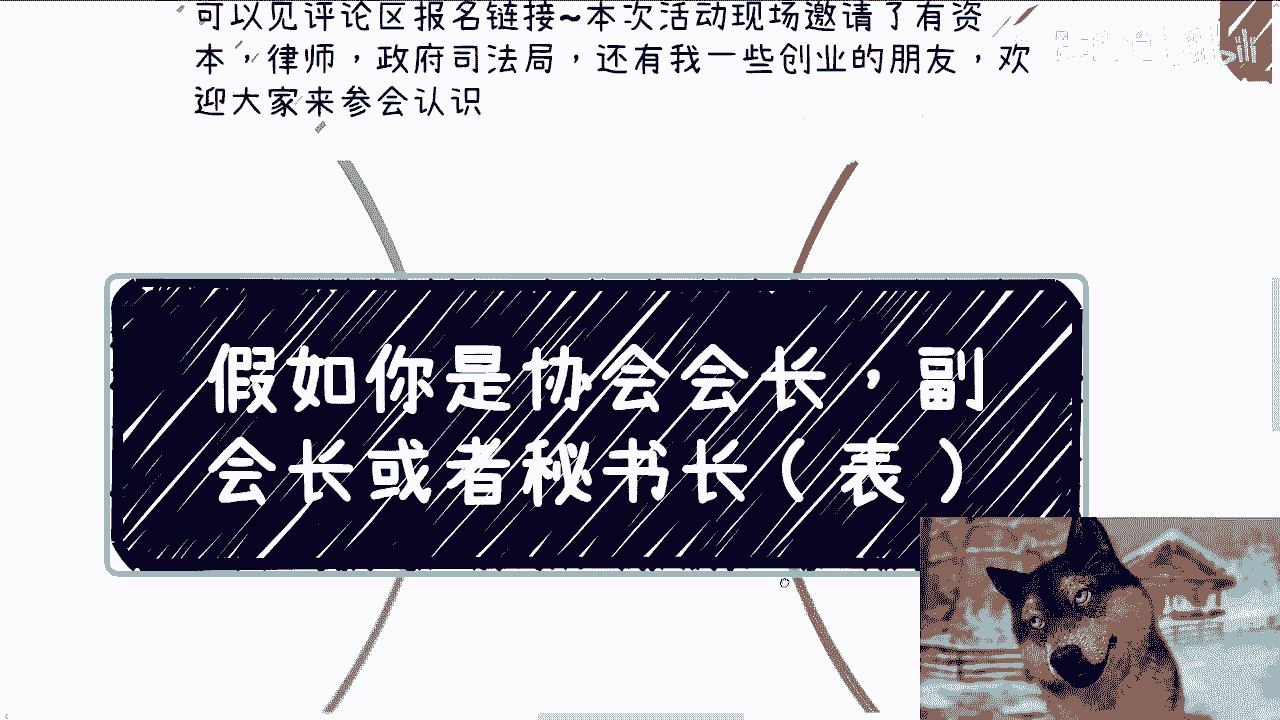 可以见评论区报名链接~本次活动现场邀请了有资
本，律师，政府司法局，还有我一些创业的朋友，欢
迎大家来参会认识
假如你是协会会长，副
会长或者秘书长（表）